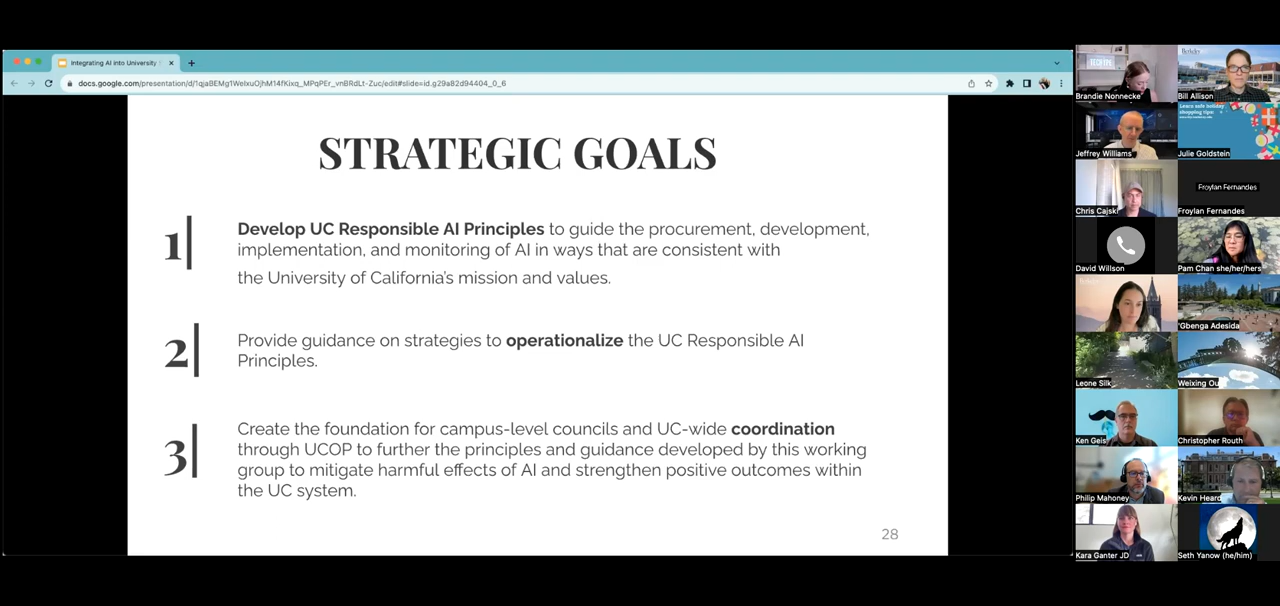 Integrating AI into University
docs.google.com/presentation/d/1qjaBEMg1WeIxuOjhM14fKixq_MPqPEr_vnBRdLt-Zuc/edit#slide=id.g29a82d94404_0_6
STRATEGIC GOALS
1
Develop UC Responsible AI Principles to guide the procurement, development,
implementation, and monitoring of AI in ways that are consistent with
the University of California's mission and values.
2
Provide guidance on strategies to operationalize the UC Responsible AI
Principles.
3
Create the foundation for campus-level councils and UC-wide coordination
through UCOP to further the principles and guidance developed by this working
group to mitigate harmful effects of AI and strengthen positive outcomes within
the UC system.
28
Brandie Nonnecke
Bill Allison
Jeffrey Williams
Learn safe holiday
shopping tips:
Julie Goldstein
Chris Cajski
Froylan Fernandes
Froylan Fernandes
David Willson
Pam Chan she/her/hers
'Gbenga Adesida
Leone Silk
Weixing Ou
Ken Geis
Christopher Routh
Philip Mahoney
Kevin Heard
Kara Ganter JD
Seth Yanow (he/him)